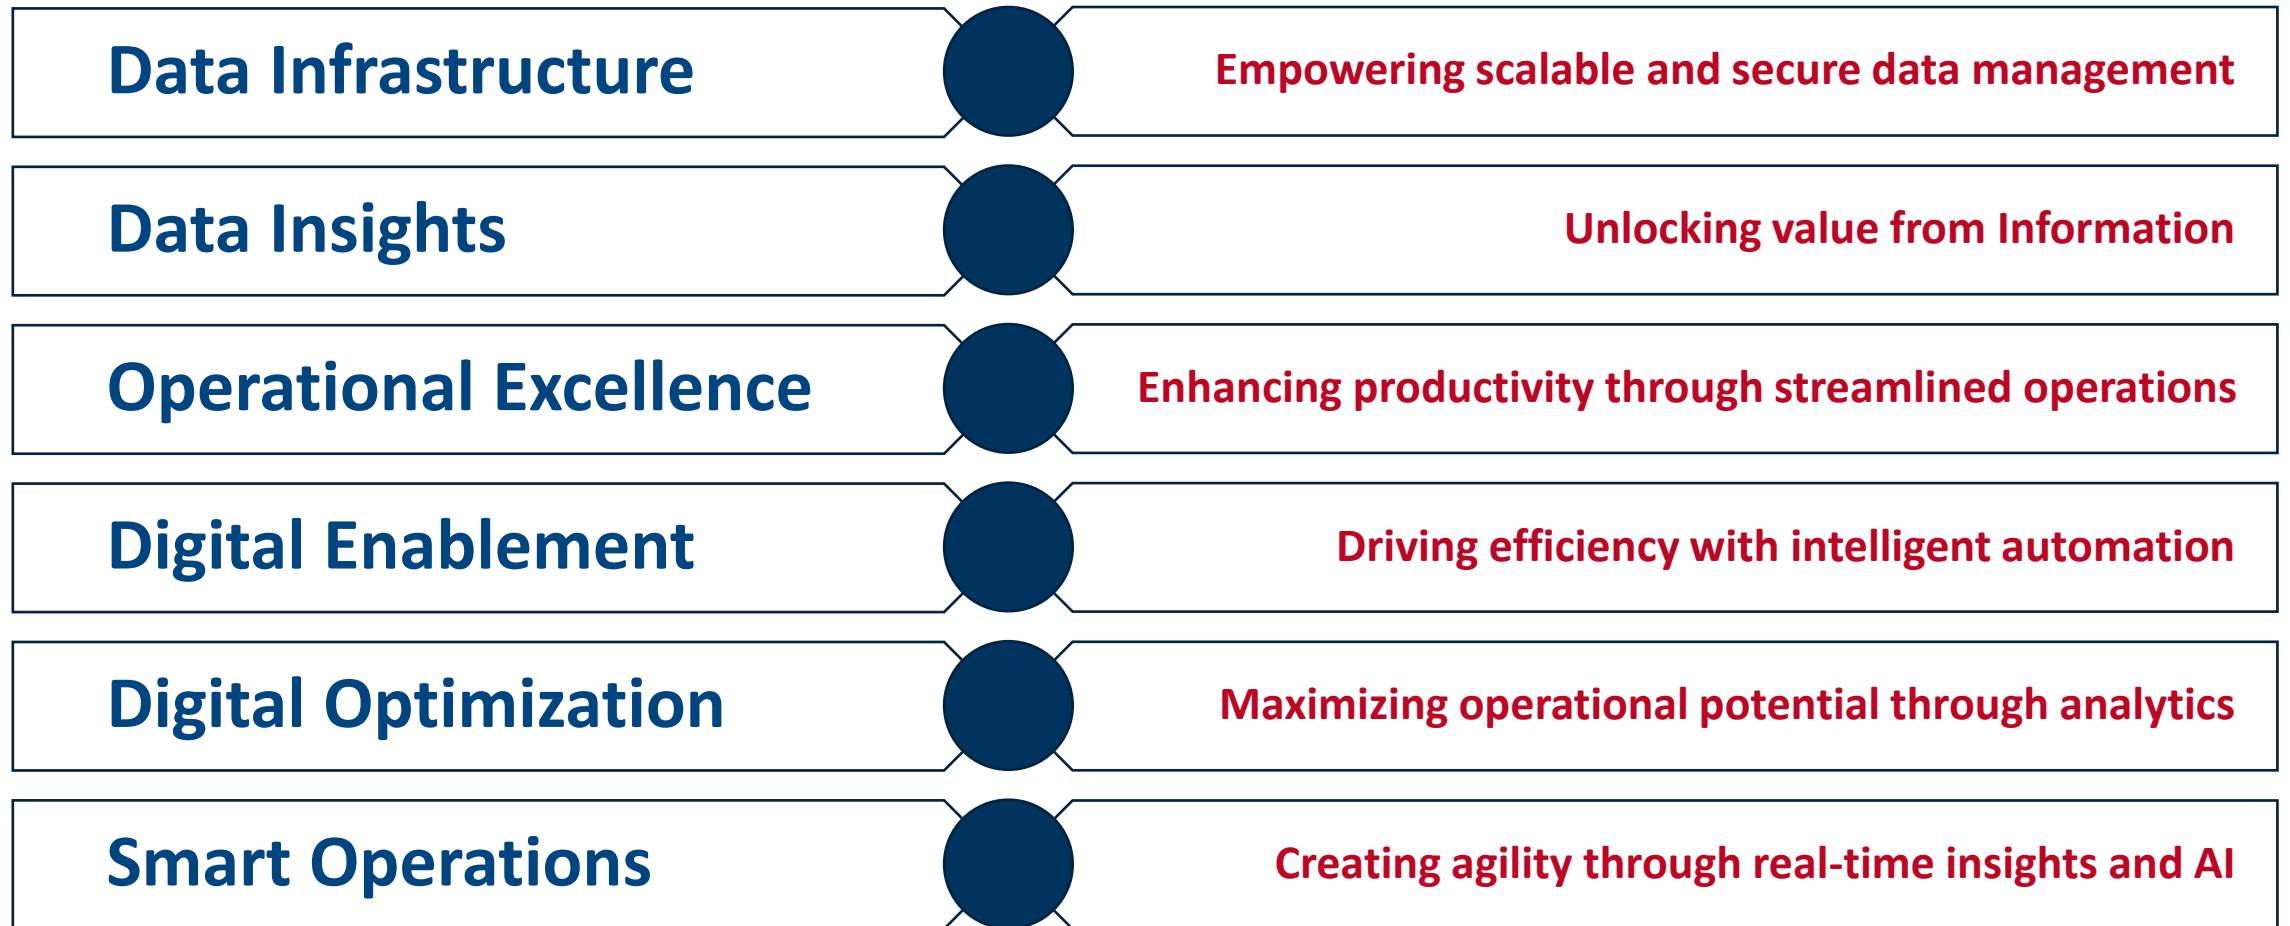 Data Infrastructure
Empowering scalable and secure data management
Data Insights
Unlocking value from Information
Operational Excellence
Enhancing productivity through streamlined operations
Digital Enablement
Driving efficiency with intelligent automation
Digital Optimization
Maximizing operational potential through analytics
Smart Operations
Creating agility through real-time insights and AI